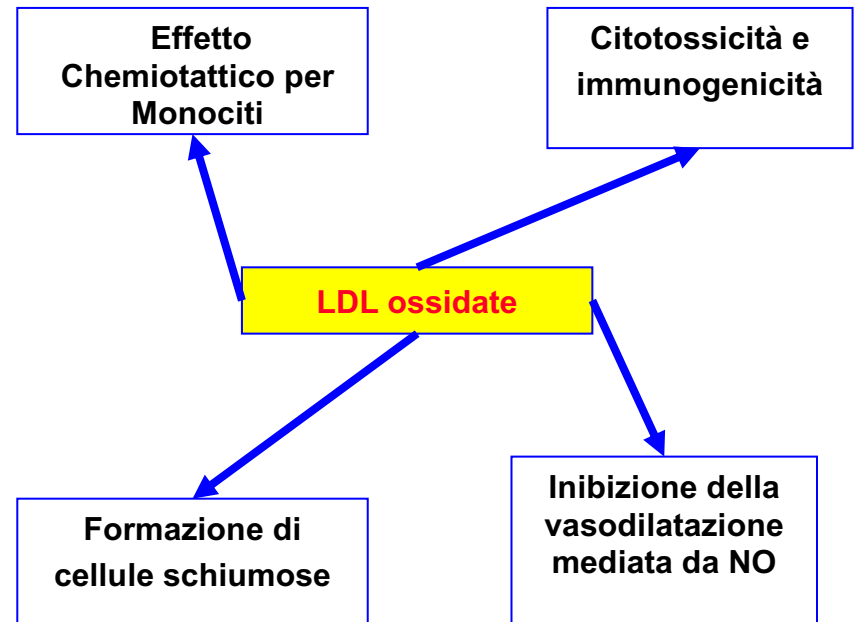 Effetto
Chemiotattico per
Monociti
Citotossicità e
immunogenicità
LDL ossidate
Formazione di
cellule schiumose
Inibizione della
vasodilatazione
mediata da NO